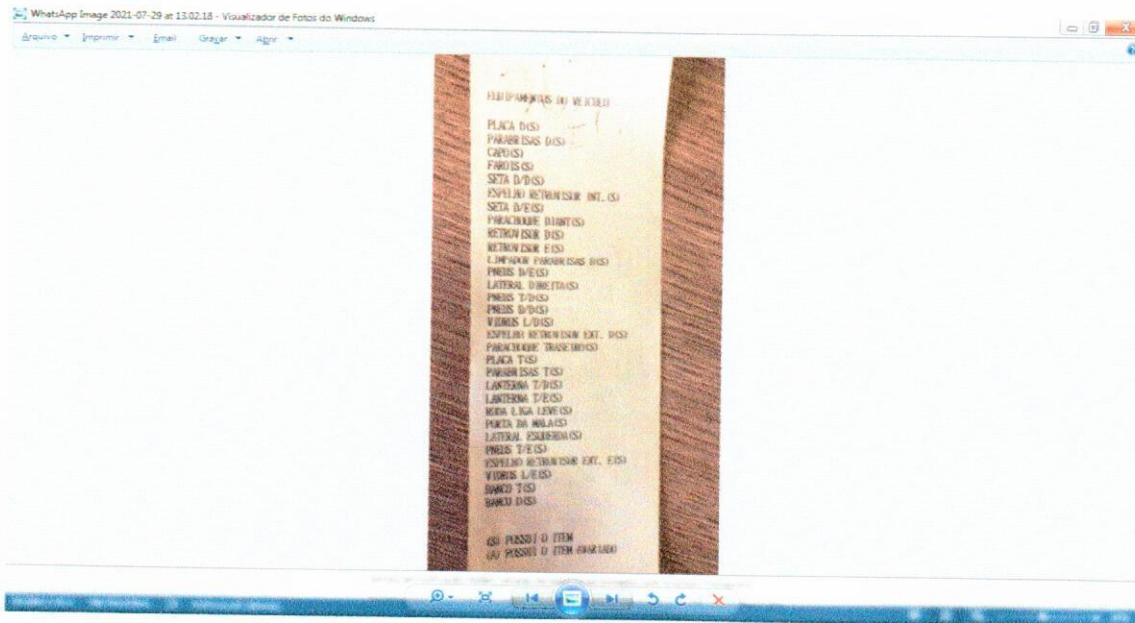 WhatsApp Image 2021-07-29 at 13.02.18 - Visualizador de Fotos do Windows
Arquivo Imprimir Email Gravar Abrir
EQUIPAMENTOS DO VEICULO
PLACA D(S)
PARABRISAS D(S)
CAPO(S)
FAROIS(S)
SETA D/D(S)
ESPELHO RETROVISOR INT.(S)
SETA D/E(S)
PARACHOQUE DIANT(S)
RETROVISOR D(S)
RETROVISOR E(S)
LIMPADOR PARABRISAS D(S)
PNEUS D/E(S)
LATERAL DIREITA(S)
PNEUS T/D(S)
PNEUS D/D(S)
VIDROS L/D(S)
ESPELHO RETROVISOR EXT. D(S)
PARACHOQUE TRASEIRO(S)
PLACA T(S)
PARABRISAS T(S)
LANTERNA T/D(S)
LANTERNA T/E(S)
RODA LIGA LEVE(S)
PORTA DA MALA(S)
LATERAL ESQUERDA(S)
PNEUS T/E(S)
ESPELHO RETROVISOR EXT. E(S)
VIDROS L/E(S)
BANCO T(S)
BANCO D(S)
(S) POSSUI O ITEM
(A) POSSUI O ITEM AVARIADO